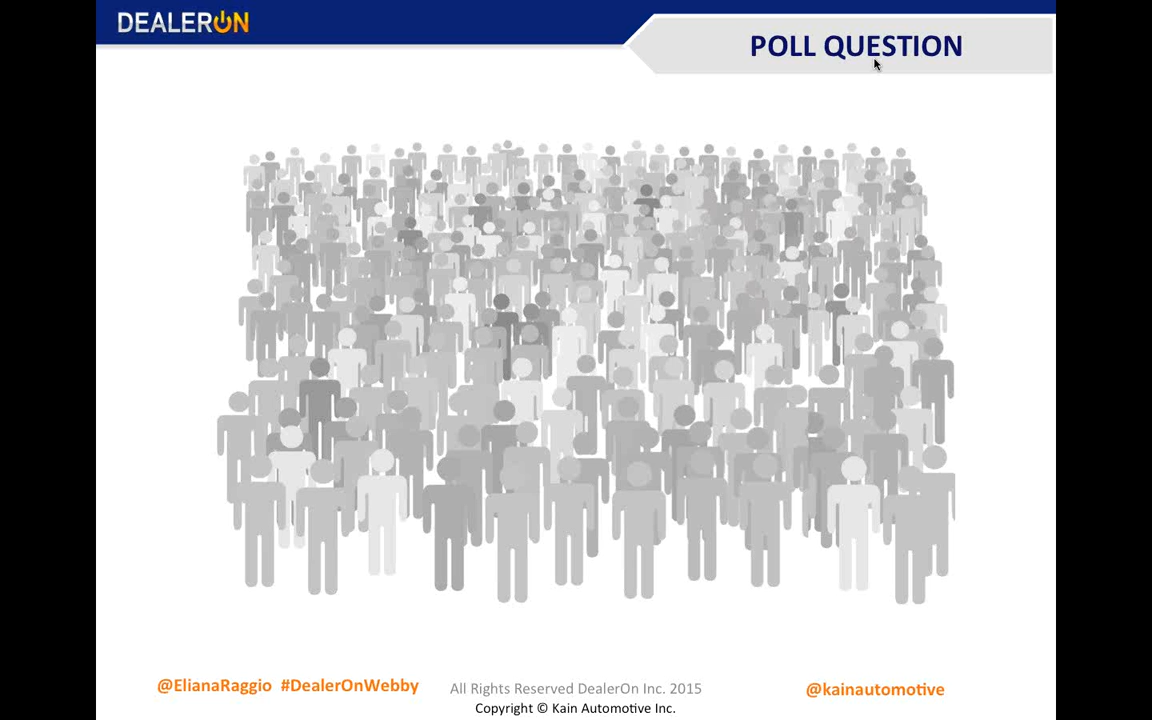 DEALERON
POLL QUESTION
@ElianaRaggio #DealerOnWebby
All Rights Reserved DealerOn Inc. 2015
Copyright © Kain Automotive Inc.
@kainautomotive